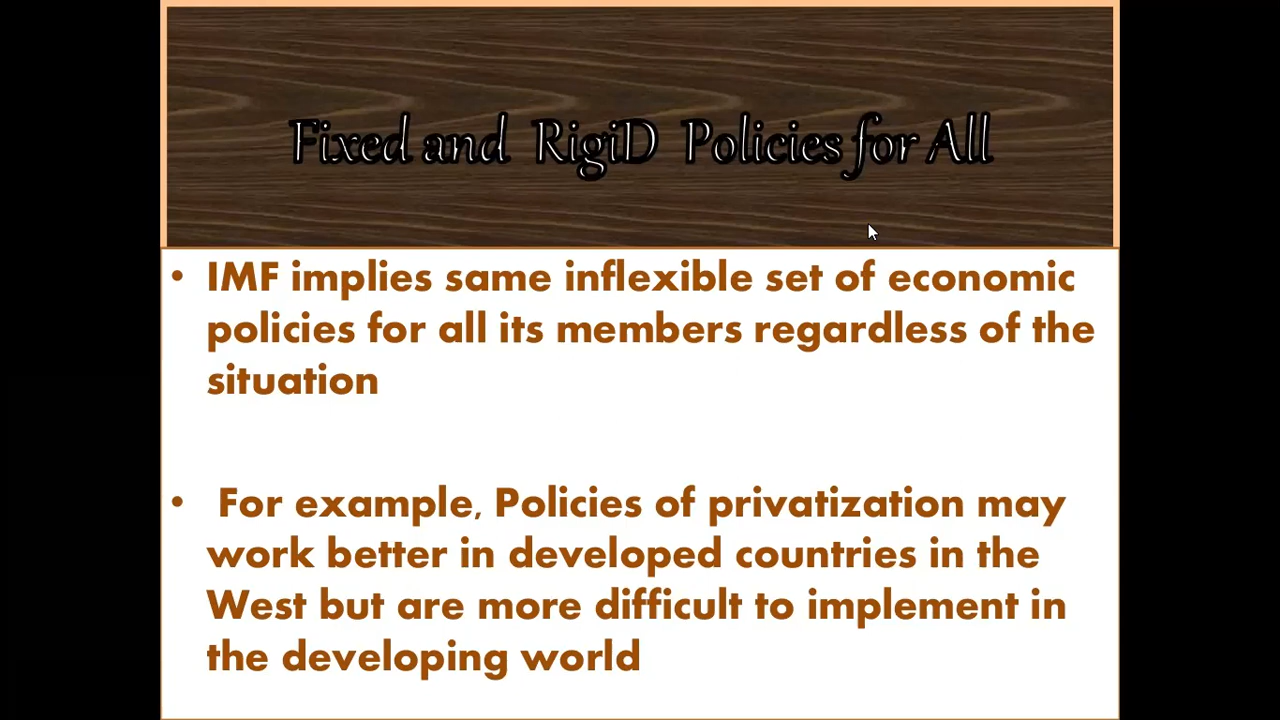 Fixed and RigiD Policies for All
• IMF implies same inflexible set of economic
policies for all its members regardless of the
situation
• For example, Policies of privatization may
work better in developed countries in the
West but are more difficult to implement in
the developing world